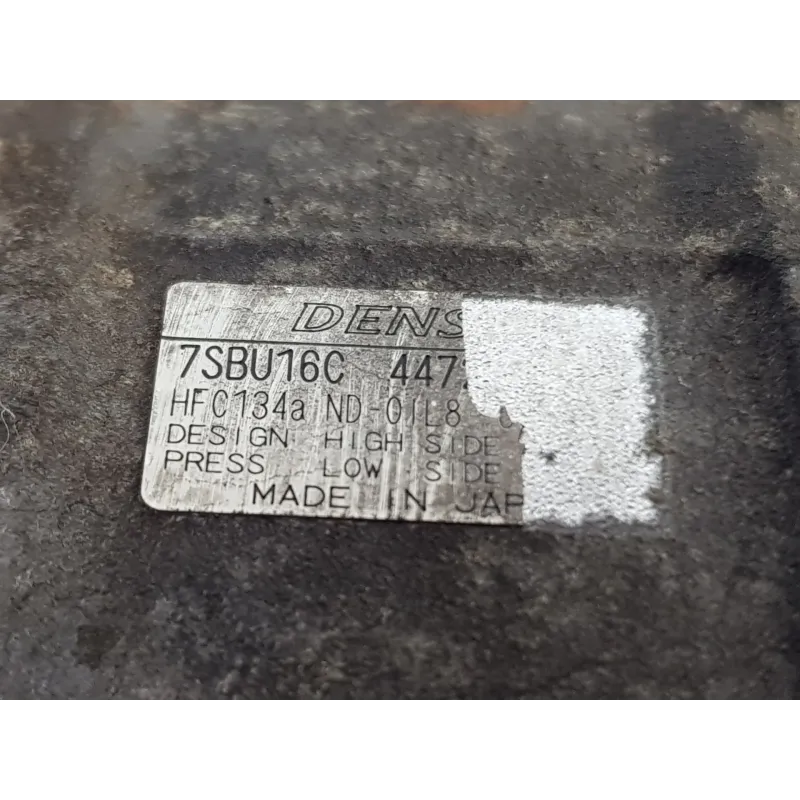 DENS
7SBU16C 447
HFC134a ND-OIL8
DESIGN HIGH SIDE
PRESS LOW SIDE
MADE IN JAP